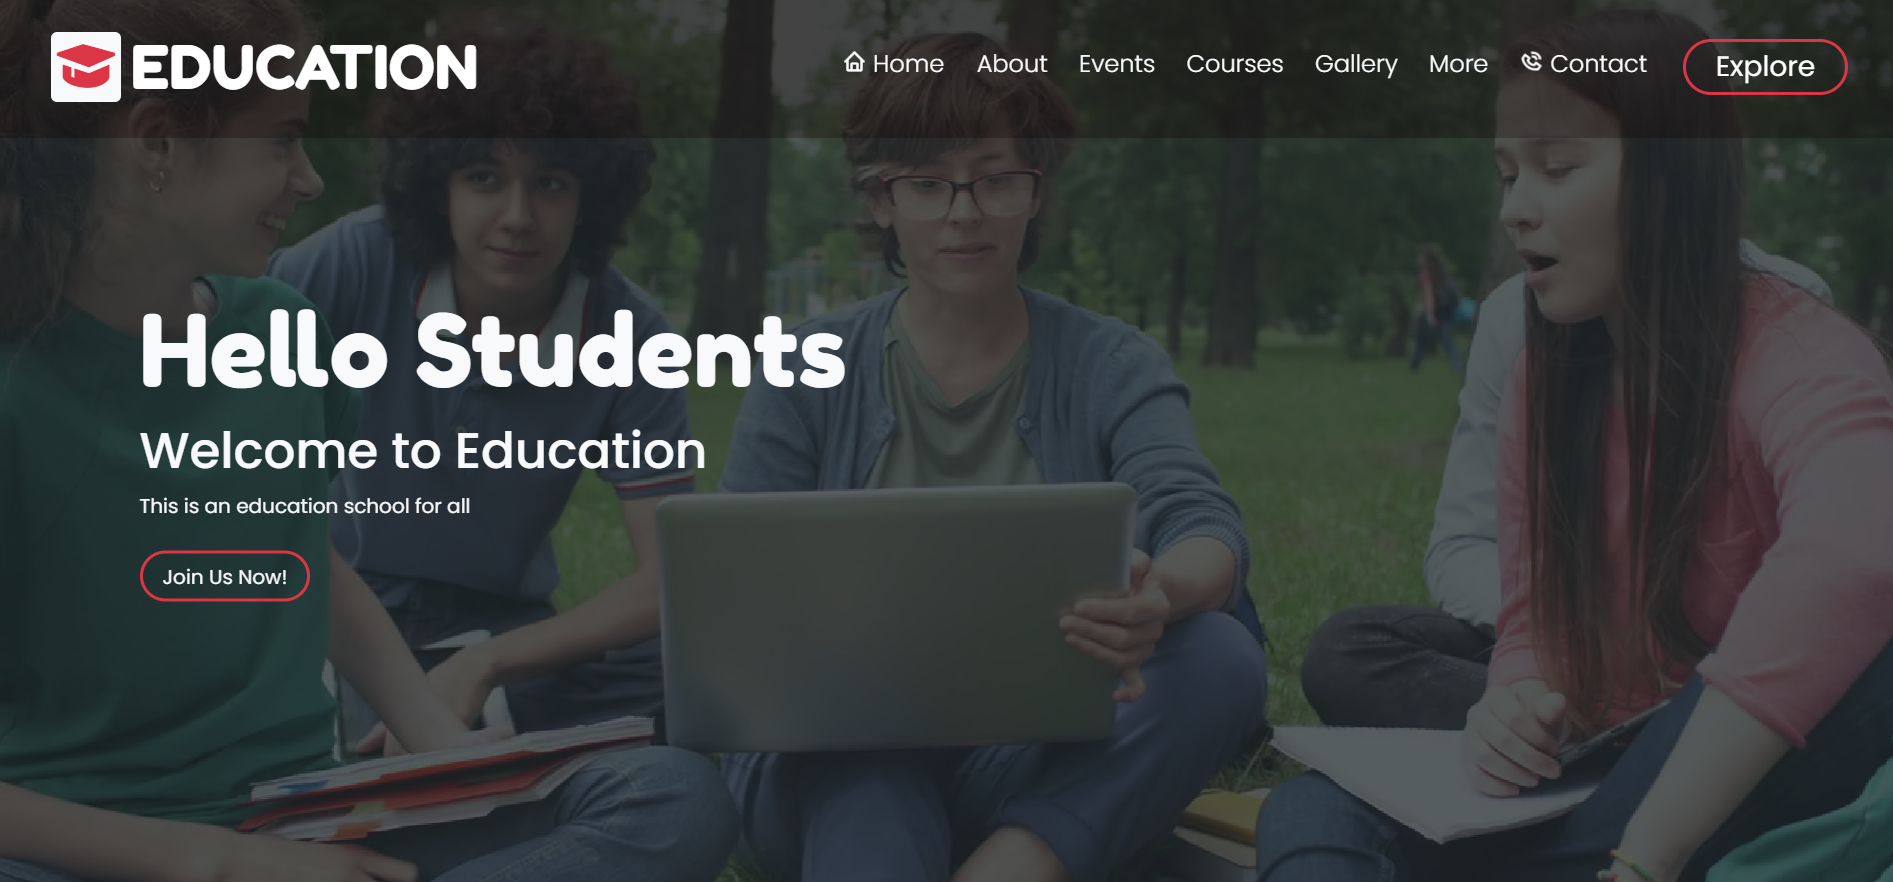 EDUCATION
Home About Events Courses Gallery More Contact Explore
Hello Students
Welcome to Education
This is an education school for all
Join Us Now!